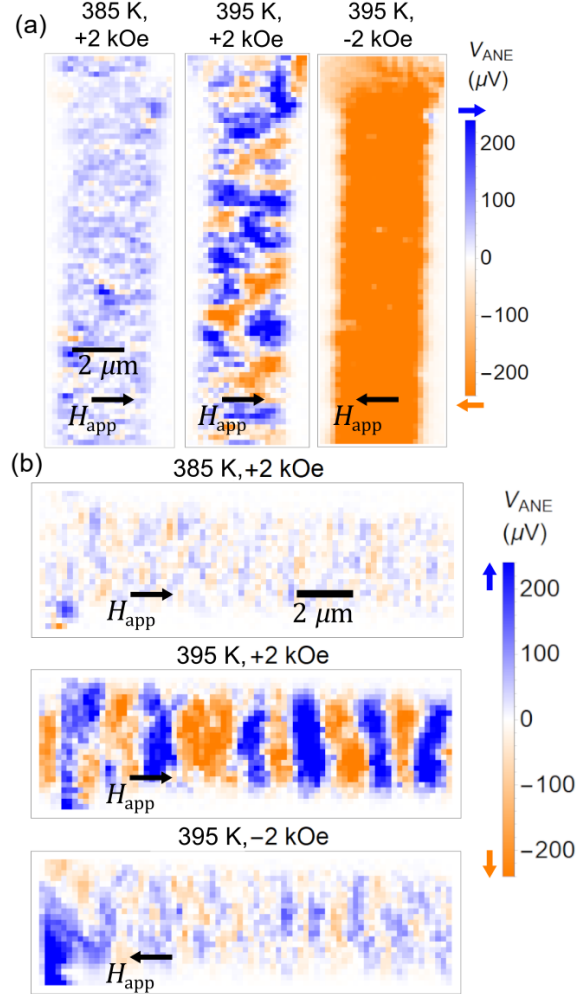 (a)
385 K, +2 kOe
395 K, +2 kOe
395 K, -2 kOe
V_ANE
(μV)
200
100
0
−100
−200
2 μm
H_app
H_app
H_app
(b)
385 K, +2 kOe
H_app
2 μm
395 K, +2 kOe
H_app
395 K, −2 kOe
H_app
V_ANE
(μV)
200
100
0
−100
−200